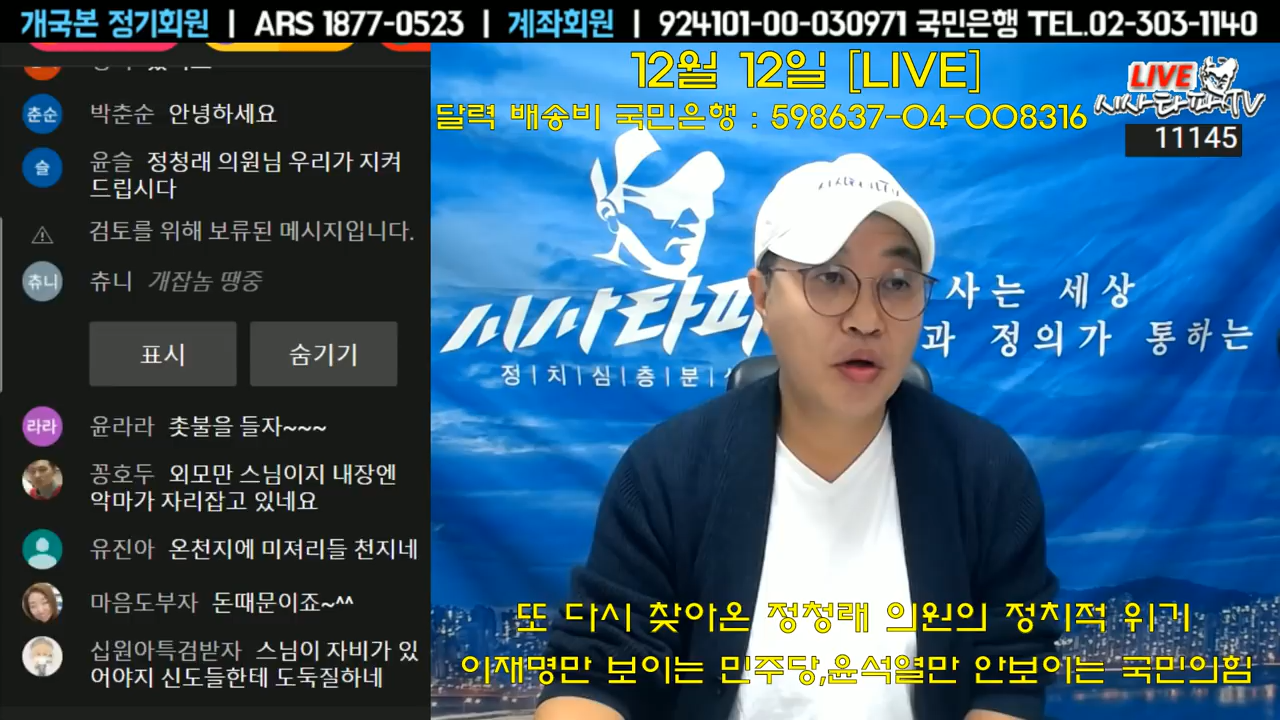 개국본 정기회원 | ARS 1877-0523 | 계좌회원 | 924101-00-030971 국민은행 TEL.02-303-1140
춘순 박춘순 안녕하세요
슬 윤슬 정청래 의원님 우리가 지켜
드립시다
검토를 위해 보류된 메시지입니다.
츄니 츄니 개잡놈 땡중
표시 숨기기
라라 윤라라 촛불을 들자~~~
꽁호두 외모만 스님이지 내장엔
악마가 자리잡고 있네요
유진아 온천지에 미져리들 천지네
마음도부자 돈때문이죠~^^
십원아특검받자 스님이 자비가 있
어야지 신도들한테 도둑질하네
12월 12일 [LIVE]
달력 배송비 국민은행 : 598637-04-008316
LIVE
시사타파TV
11145
시사타파
정|치|심|층|분|
사는 세상
과 정의가 통하는
또 다시 찾아온 정청래 의원의 정치적 위기
이재명만 보이는 민주당,윤석열만 안보이는 국민의힘